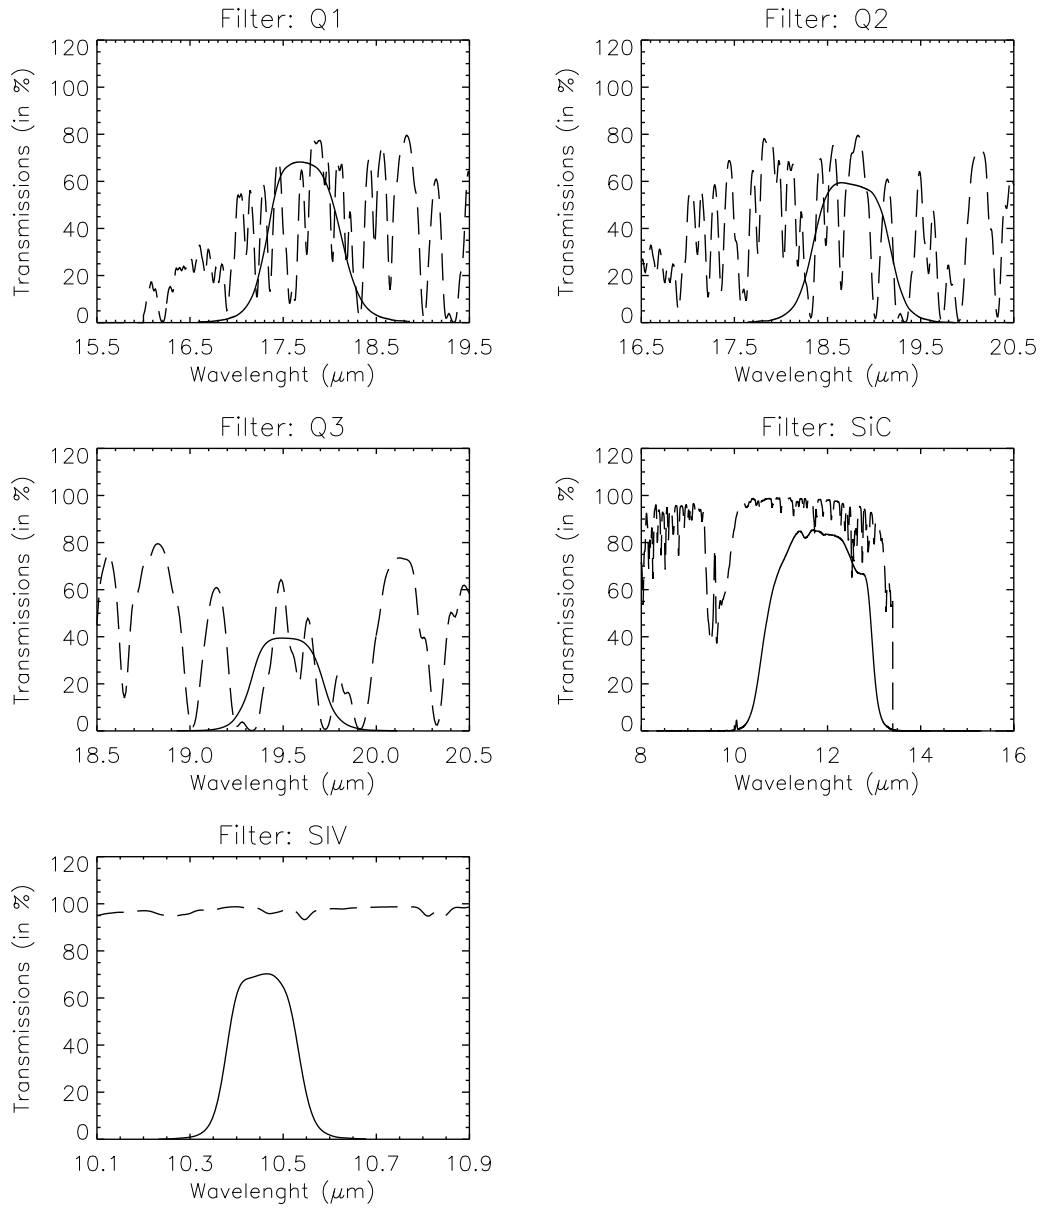 Filter: Q1
120
100
80
60
40
20
0
Transmissions (in %)
15.5 16.5 17.5 18.5 19.5
Wavelenght (μm)
Filter: Q2
120
100
80
60
40
20
0
Transmissions (in %)
16.5 17.5 18.5 19.5 20.5
Wavelenght (μm)
Filter: Q3
120
100
80
60
40
20
0
Transmissions (in %)
18.5 19.0 19.5 20.0 20.5
Wavelenght (μm)
Filter: SiC
120
100
80
60
40
20
0
Transmissions (in %)
8 10 12 14 16
Wavelenght (μm)
Filter: SIV
120
100
80
60
40
20
0
Transmissions (in %)
10.1 10.3 10.5 10.7 10.9
Wavelenght (μm)